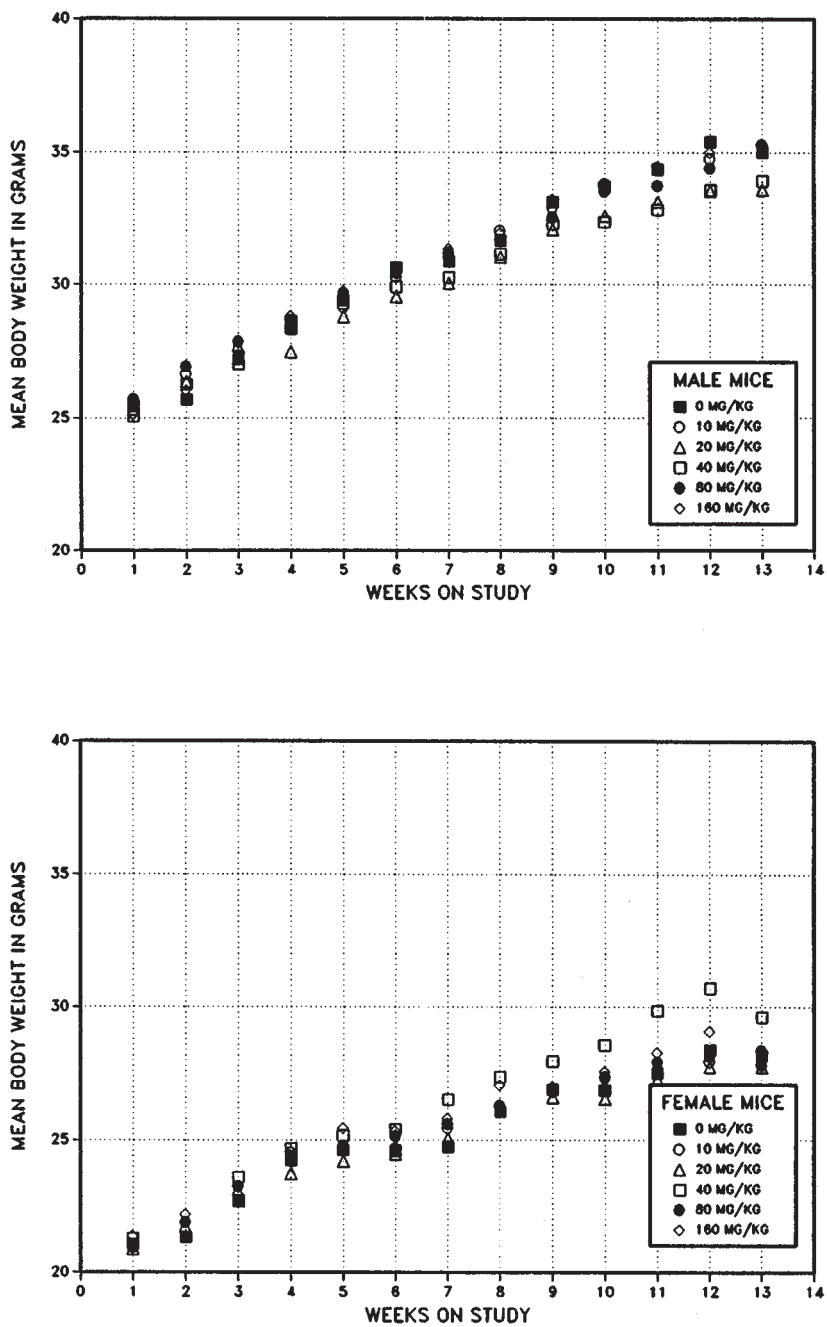 MEAN BODY WEIGHT IN GRAMS
40
35
30
25
20
MALE MICE
0 MG/KG
10 MG/KG
20 MG/KG
40 MG/KG
80 MG/KG
160 MG/KG
0 1 2 3 4 5 6 7 8 9 10 11 12 13 14
WEEKS ON STUDY
MEAN BODY WEIGHT IN GRAMS
40
35
30
25
20
FEMALE MICE
0 MG/KG
10 MG/KG
20 MG/KG
40 MG/KG
80 MG/KG
160 MG/KG
0 1 2 3 4 5 6 7 8 9 10 11 12 13 14
WEEKS ON STUDY